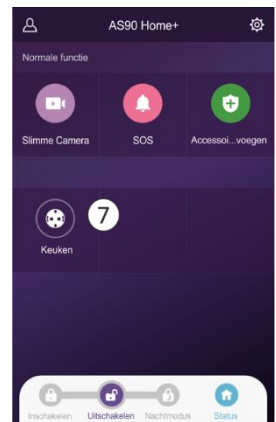 AS90 Home+
Normale functie
Slimme Camera SOS Accessoi...voegen
7
Keuken
Inschakelen Uitschakelen Nachtmodus Status